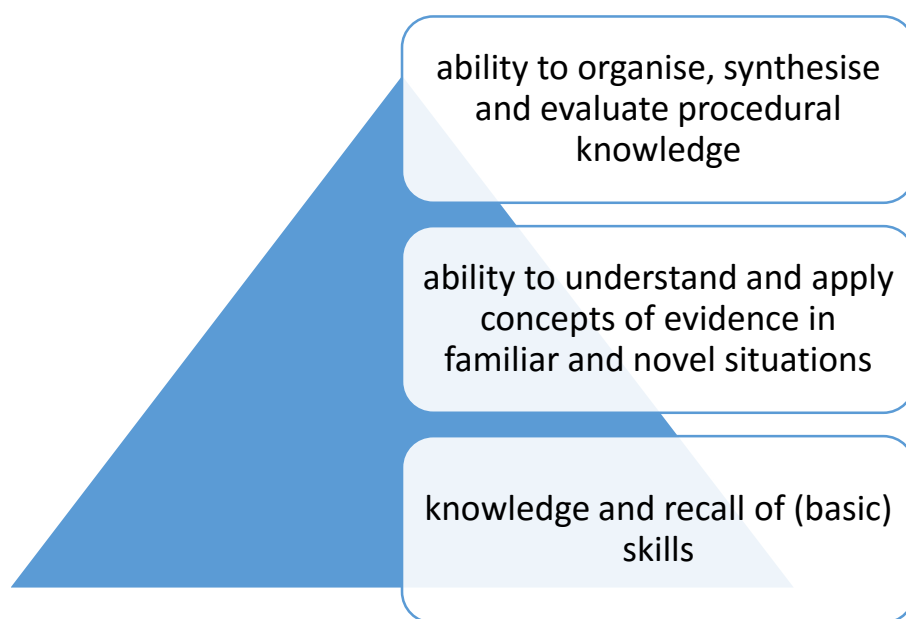 ability to organise, synthesise
and evaluate procedural
knowledge
ability to understand and apply
concepts of evidence in
familiar and novel situations
knowledge and recall of (basic)
skills